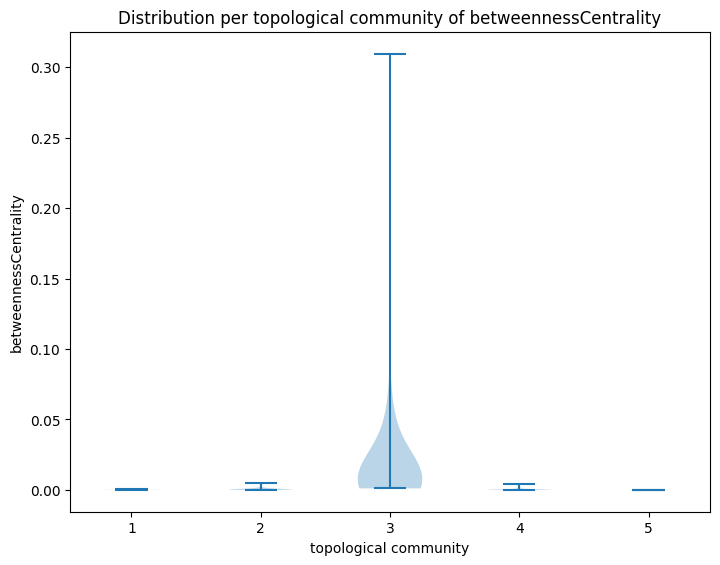 Distribution per topological community of betweennessCentrality
0.30
0.25
0.20
0.15
0.10
0.05
0.00
betweennessCentrality
1 2 3 4 5
topological community